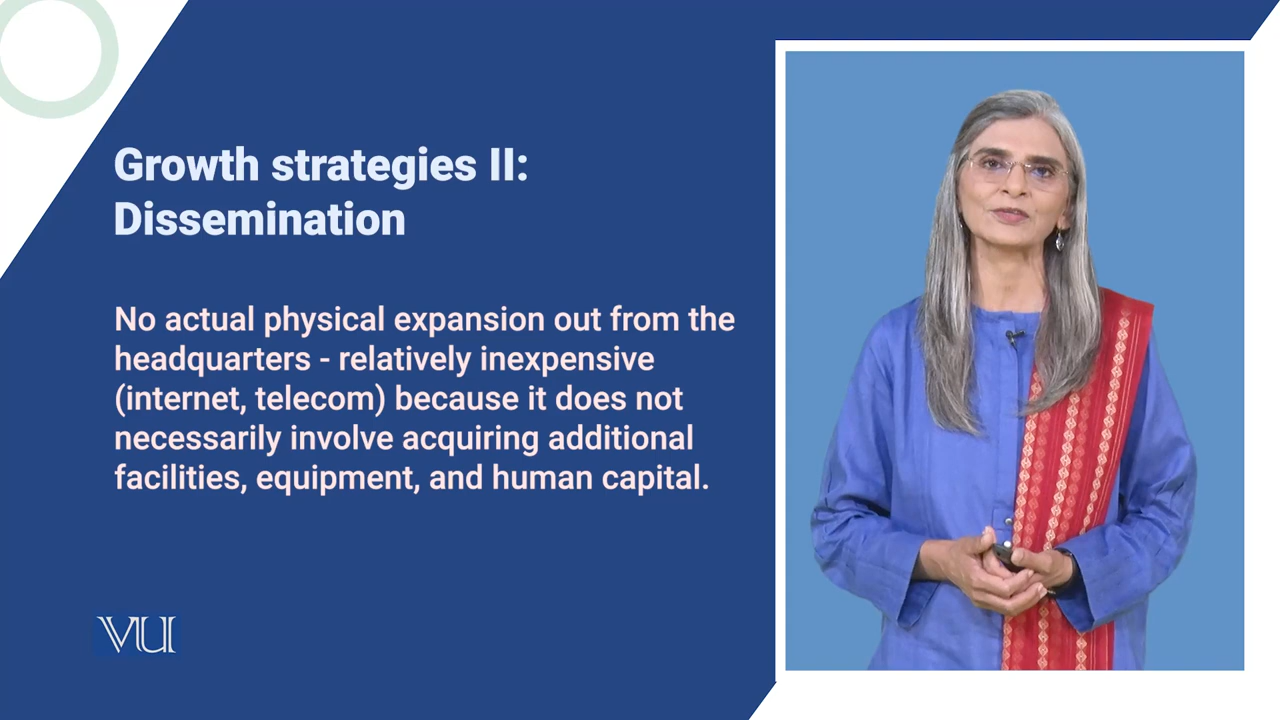 Growth strategies II:
Dissemination
No actual physical expansion out from the
headquarters - relatively inexpensive
(internet, telecom) because it does not
necessarily involve acquiring additional
facilities, equipment, and human capital.
VU